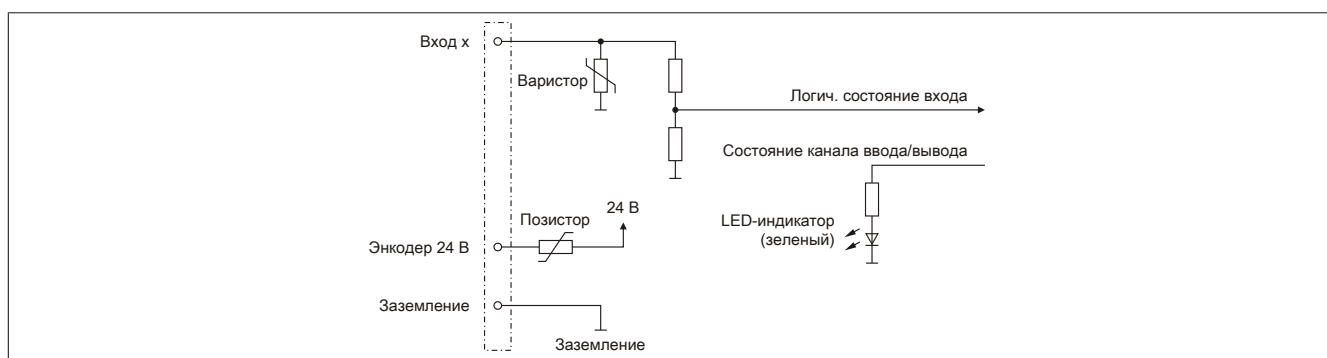 Вход x
Варистор
Логич. состояние входа
Состояние канала ввода/вывода
Позистор
24 В
LED-индикатор
(зеленый)
Энкодер 24 В
Заземление
Заземление